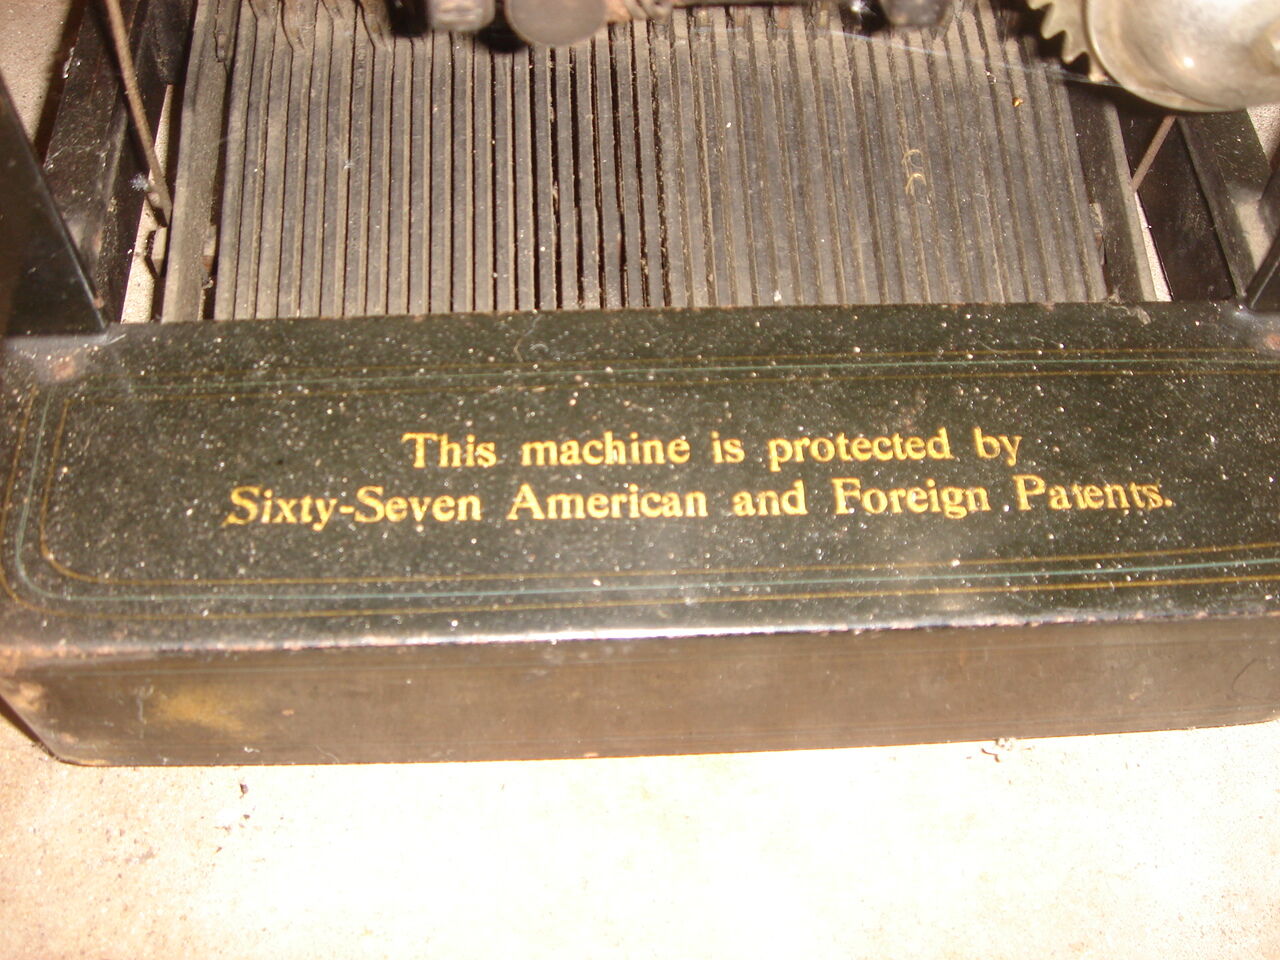 This machine is protected by
Sixty-Seven American and Foreign Patents.